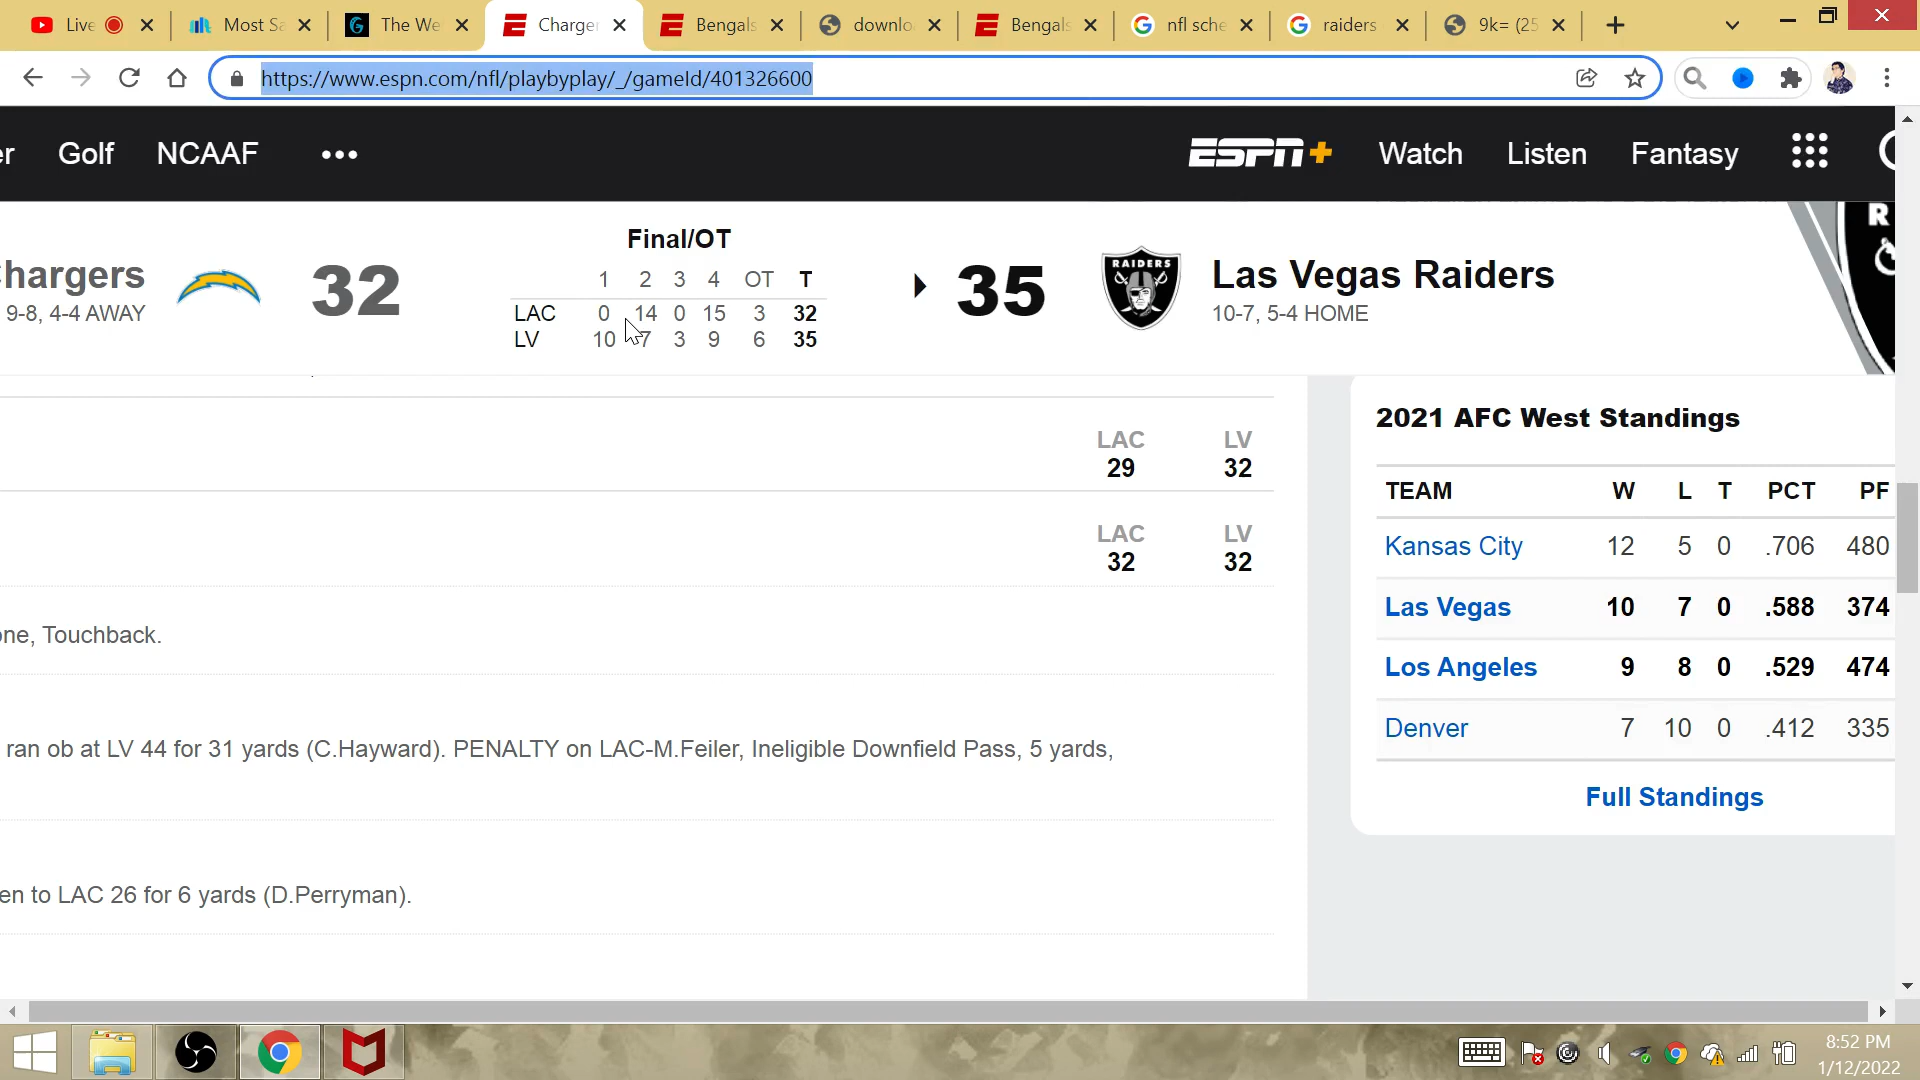 Live
Most Sa
The We
Charger
Bengals
downlo
Bengals
nfl sche
raiders
9k= (25
https://www.espn.com/nfl/playbyplay/_/gameId/401326600
er Golf NCAAF ••• ESPN+ Watch Listen Fantasy
Final/OT
1 2 3 4 OT T
LAC 0 14 0 15 3 32
LV 10 7 3 9 6 35
Chargers
9-8, 4-4 AWAY
32
35
RAIDERS
Las Vegas Raiders
10-7, 5-4 HOME
R
LAC LV
29 32
LAC LV
32 32
one, Touchback.
ran ob at LV 44 for 31 yards (C.Hayward). PENALTY on LAC-M.Feiler, Ineligible Downfield Pass, 5 yards,
en to LAC 26 for 6 yards (D.Perryman).
2021 AFC West Standings
TEAM W L T PCT PF
Kansas City 12 5 0 .706 480
Las Vegas 10 7 0 .588 374
Los Angeles 9 8 0 .529 474
Denver 7 10 0 .412 335
Full Standings
8:52 PM
1/12/2022